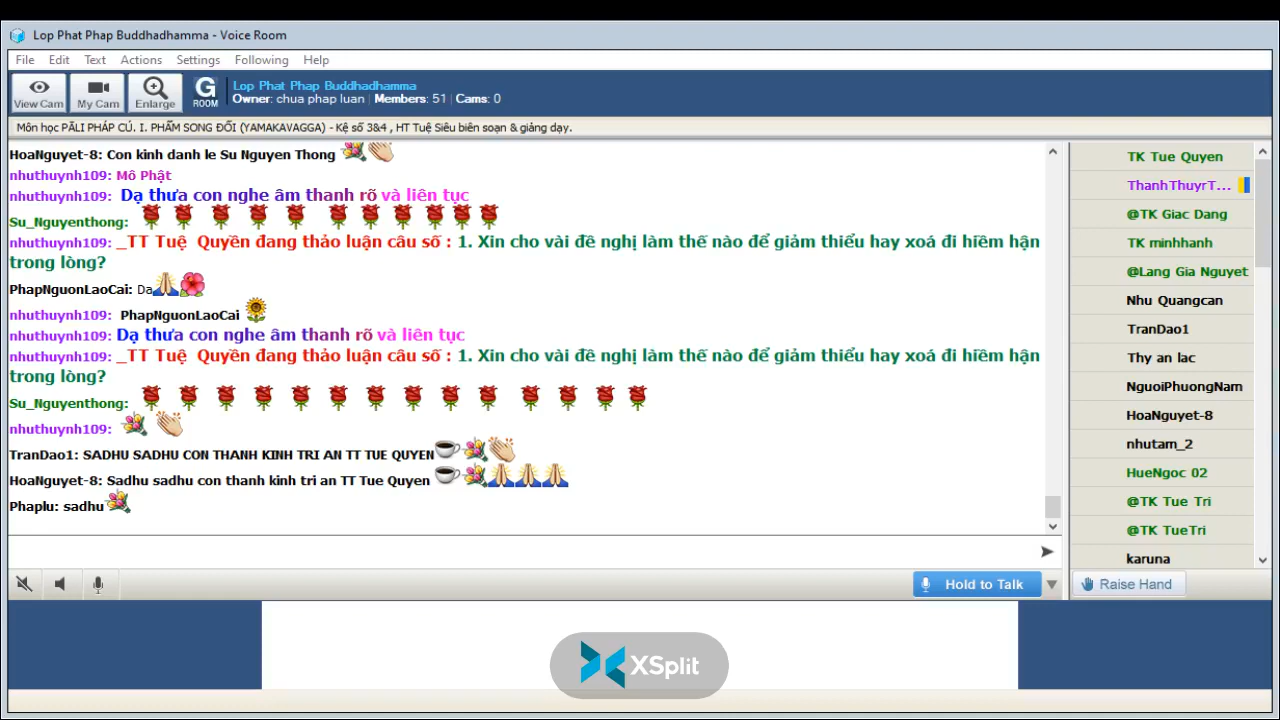 Lop Phat Phap Buddhadhamma - Voice Room
File Edit Text Actions Settings Following Help
View Cam My Cam Enlarge G ROOM
Lop Phat Phap Buddhadhamma
Owner: chua phap luan | Members: 51 | Cams: 0
Môn học PĀLI PHÁP CÚ. I. PHẨM SONG ĐỐI (YAMAKAVAGGA) - Kệ số 3&4 , HT Tuệ Siêu biên soạn & giảng dạy.
HoaNguyet-8: Con kinh danh le Su Nguyen Thong
nhuthuynh109: Mô Phật
nhuthuynh109: Dạ thưa con nghe âm thanh rõ và liên tục
Su_Nguyenthong:
nhuthuynh109: _TT Tuệ Quyền đang thảo luận câu số : 1. Xin cho vài đề nghị làm thế nào để giảm thiểu hay xoá đi hiềm hận
trong lòng?
PhapNguonLaoCai: Da
nhuthuynh109: PhapNguonLaoCai
nhuthuynh109: Dạ thưa con nghe âm thanh rõ và liên tục
nhuthuynh109: _TT Tuệ Quyền đang thảo luận câu số : 1. Xin cho vài đề nghị làm thế nào để giảm thiểu hay xoá đi hiềm hận
trong lòng?
Su_Nguyenthong:
nhuthuynh109:
TranDao1: SADHU SADHU CON THANH KINH TRI AN TT TUE QUYEN
HoaNguyet-8: Sadhu sadhu con thanh kinh tri an TT Tue Quyen
Phaplu: sadhu
TK Tue Quyen
ThanhThuyrT...
@TK Giac Dang
TK minhhanh
@Lang Gia Nguyet
Nhu Quangcan
TranDao1
Thy an lac
NguoiPhuongNam
HoaNguyet-8
nhutam_2
HueNgoc 02
@TK Tue Tri
@TK TueTri
karuna
Hold to Talk
Raise Hand
XSplit